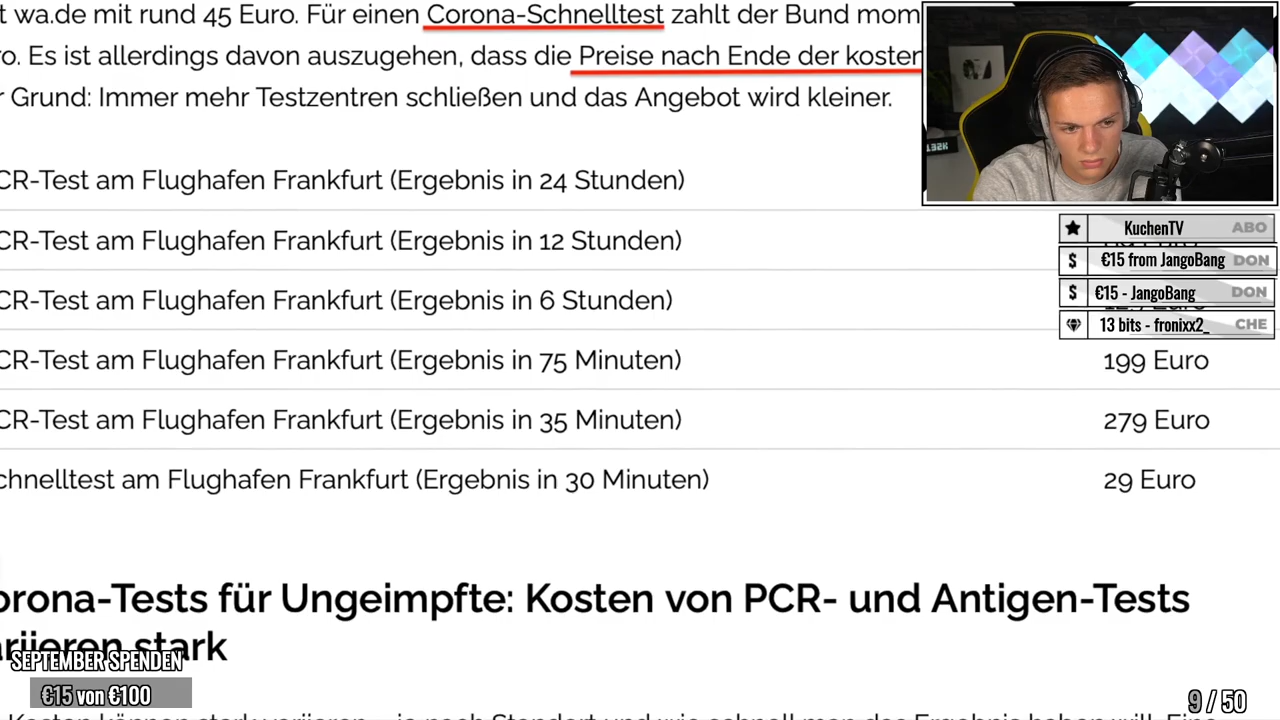 t wa.de mit rund 45 Euro. Für einen Corona-Schnelltest zahlt der Bund mom
o. Es ist allerdings davon auszugehen, dass die Preise nach Ende der kosten
r Grund: Immer mehr Testzentren schließen und das Angebot wird kleiner.
CR-Test am Flughafen Frankfurt (Ergebnis in 24 Stunden)
CR-Test am Flughafen Frankfurt (Ergebnis in 12 Stunden)
KuchenTV ABO
€15 from JangoBang DON
€15 - JangoBang DON
13 bits - fronixx2_ CHE
CR-Test am Flughafen Frankfurt (Ergebnis in 6 Stunden)
CR-Test am Flughafen Frankfurt (Ergebnis in 75 Minuten) 199 Euro
CR-Test am Flughafen Frankfurt (Ergebnis in 35 Minuten) 279 Euro
chnelltest am Flughafen Frankfurt (Ergebnis in 30 Minuten) 29 Euro
orona-Tests für Ungeimpfte: Kosten von PCR- und Antigen-Tests
ariieren stark
SEPTEMBER SPENDEN
€15 von €100
9 / 50